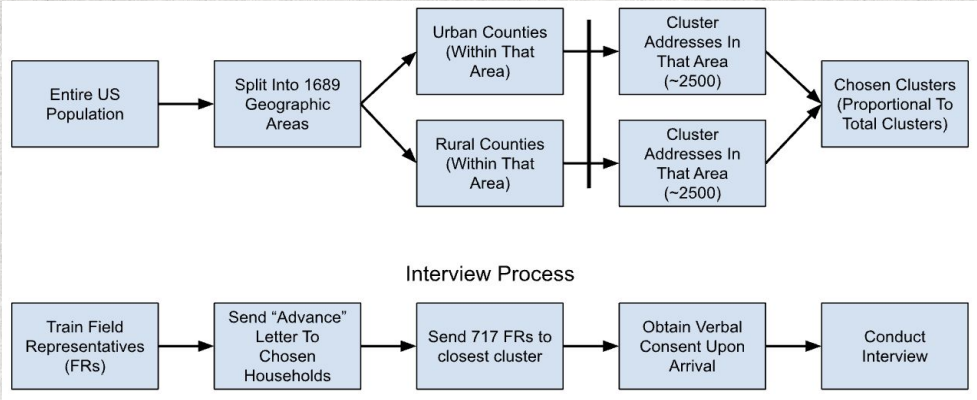 Entire US
Population
Split Into 1689
Geographic
Areas
Urban Counties
(Within That
Area)
Rural Counties
(Within That
Area)
Cluster
Addresses In
That Area
(~2500)
Cluster
Addresses In
That Area
(~2500)
Chosen Clusters
(Proportional To
Total Clusters)
Interview Process
Train Field
Representatives
(FRs)
Send “Advance”
Letter To
Chosen
Households
Send 717 FRs to
closest cluster
Obtain Verbal
Consent Upon
Arrival
Conduct
Interview